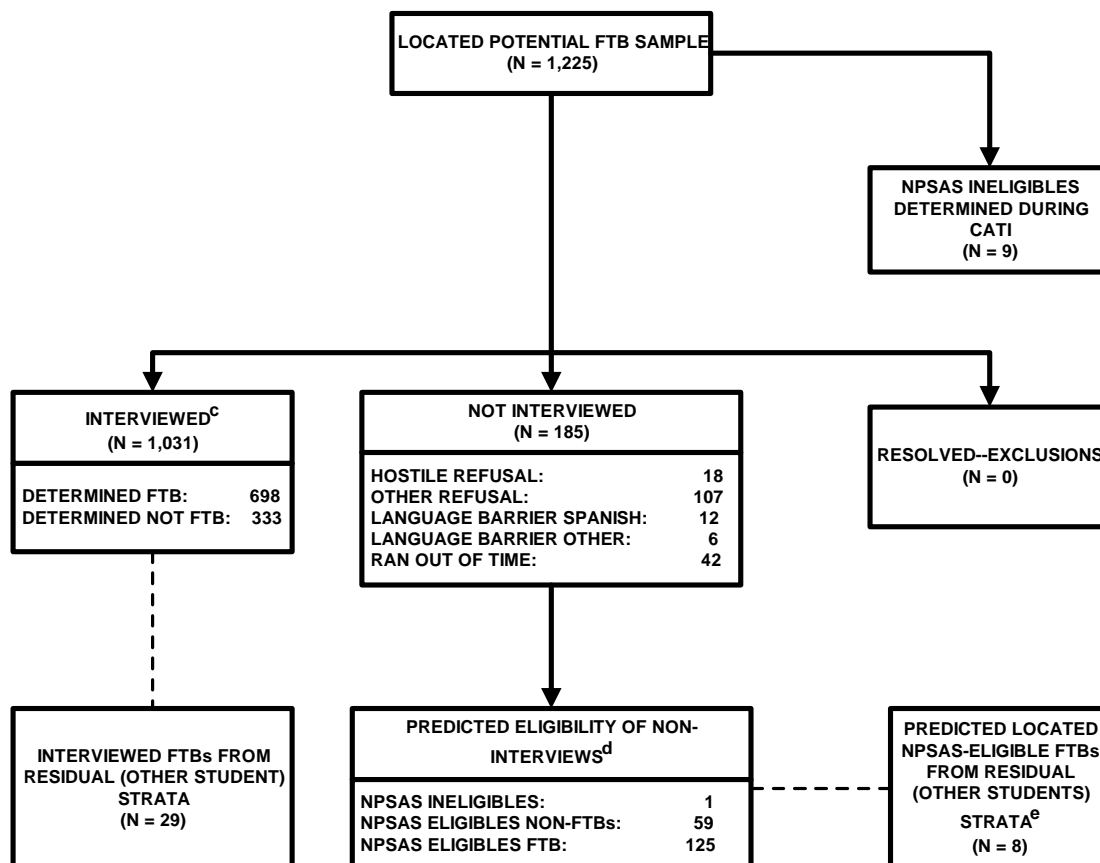 LOCATED POTENTIAL FTB SAMPLE
(N = 1,225)
NPSAS INELIGIBLES
DETERMINED DURING
CATI
(N = 9)
INTERVIEWEDc
(N = 1,031)
DETERMINED FTB: 698
DETERMINED NOT FTB: 333
NOT INTERVIEWED
(N = 185)
HOSTILE REFUSAL: 18
OTHER REFUSAL: 107
LANGUAGE BARRIER SPANISH: 12
LANGUAGE BARRIER OTHER: 6
RAN OUT OF TIME: 42
RESOLVED--EXCLUSIONS
(N = 0)
INTERVIEWED FTBs FROM
RESIDUAL (OTHER STUDENT)
STRATA
(N = 29)
PREDICTED ELIGIBILITY OF NON-
INTERVIEWSd
NPSAS INELIGIBLES: 1
NPSAS ELIGIBLES NON-FTBs: 59
NPSAS ELIGIBLES FTB: 125
PREDICTED LOCATED
NPSAS-ELIGIBLE FTBs
FROM RESIDUAL
(OTHER STUDENTS)
STRATAe
(N = 8)